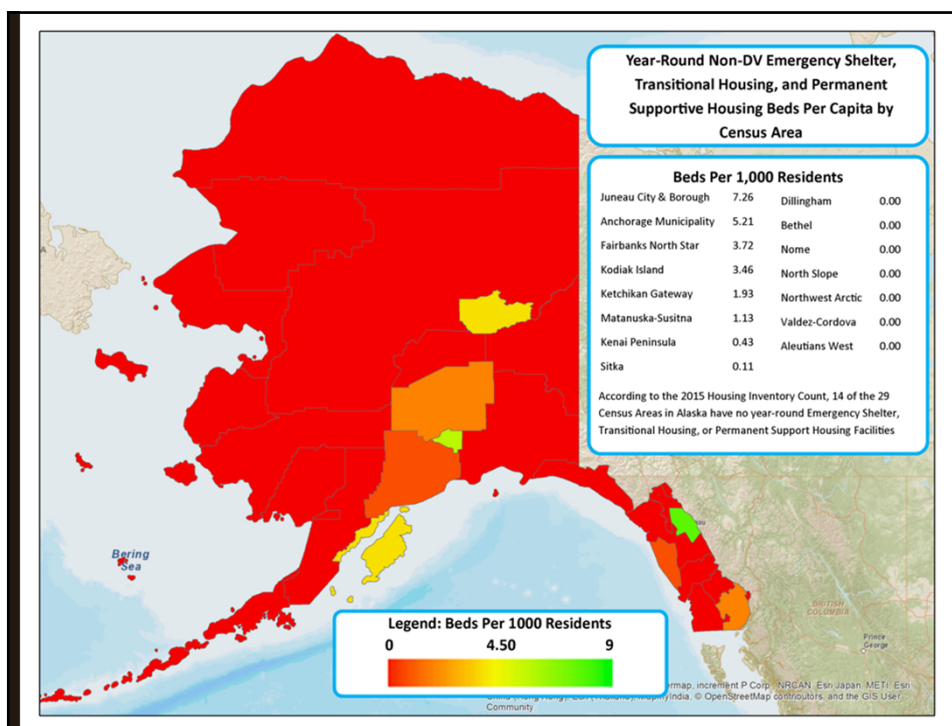 Year-Round Non-DV Emergency Shelter,
Transitional Housing, and Permanent
Supportive Housing Beds Per Capita by
Census Area
Beds Per 1,000 Residents
Juneau City & Borough 7.26
Anchorage Municipality 5.21
Fairbanks North Star 3.72
Kodiak Island 3.46
Ketchikan Gateway 1.93
Matanuska-Susitna 1.13
Kenai Peninsula 0.43
Sitka 0.11
Dillingham 0.00
Bethel 0.00
Nome 0.00
North Slope 0.00
Northwest Arctic 0.00
Valdez-Cordova 0.00
Aleutians West 0.00
According to the 2015 Housing Inventory Count, 14 of the 29
Census Areas in Alaska have no year-round Emergency Shelter,
Transitional Housing, or Permanent Support Housing Facilities
Bering
Sea
BRITISH
COLUMBIA
Prince
George
Legend: Beds Per 1000 Residents
0 4.50 9
increment P Corp., NRCAN, Esri Japan, METI, Esri
MapmyIndia, © OpenStreetMap contributors, and the GIS User
Community